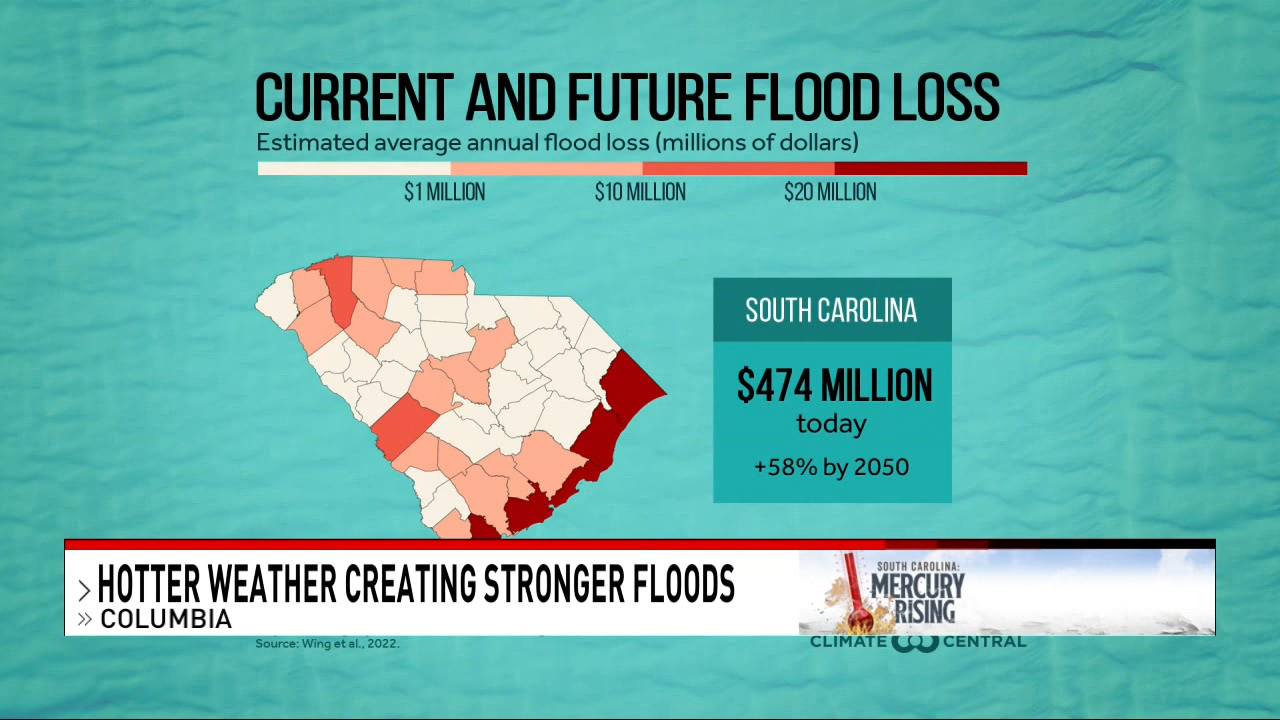 CURRENT AND FUTURE FLOOD LOSS
Estimated average annual flood loss (millions of dollars)
$1 MILLION $10 MILLION $20 MILLION
SOUTH CAROLINA
$474 MILLION
today
+58% by 2050
> HOTTER WEATHER CREATING STRONGER FLOODS
» COLUMBIA
SOUTH CAROLINA:
MERCURY
RISING
Source: Wing et al., 2022.
CLIMATE CENTRAL